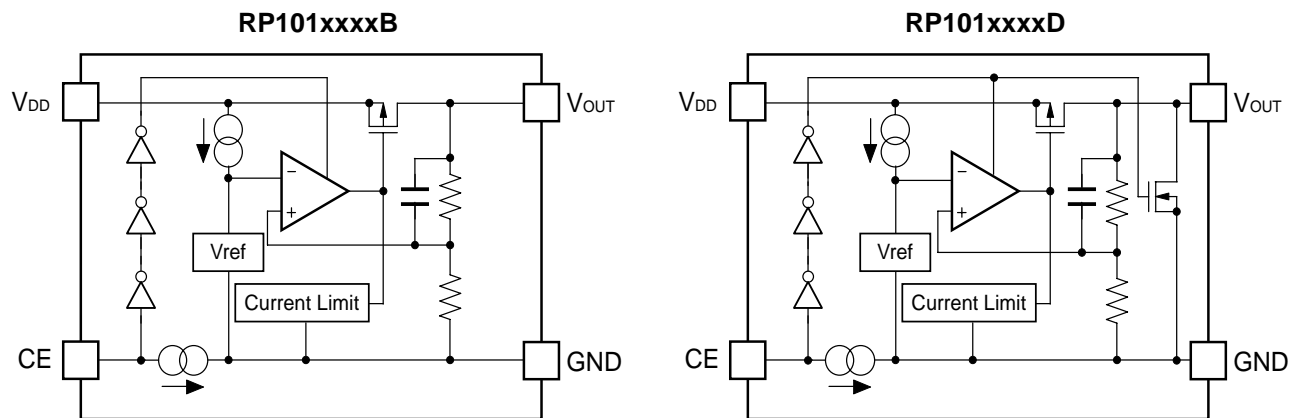 RP101xxxxB
VDD
VOUT
−
+
Vref
Current Limit
CE
GND
RP101xxxxD
VDD
VOUT
−
+
Vref
Current Limit
CE
GND